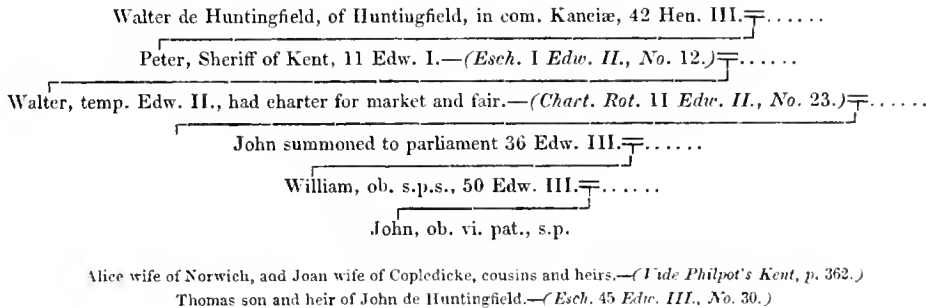 Walter de Huntingfield, of Huntingfield, in com. Kanciæ, 42 Hen. III.=......
Peter, Sheriff of Kent, 11 Edw. I.—(Esch. 1 Edw. II., No. 12.)=......
Walter, temp. Edw. II., had charter for market and fair.—(Chart. Rot. 11 Edw. II., No. 23.)=......
John summoned to parliament 36 Edw. III.=......
William, ob. s.p.s., 50 Edw. III.=......
John, ob. vi. pat., s.p.
Alice wife of Norwich, and Joan wife of Copledicke, cousins and heirs.—(Vide Philpot's Kent, p. 362.)
Thomas son and heir of John de Huntingfield.—(Esch. 45 Edw. III., No. 30.)